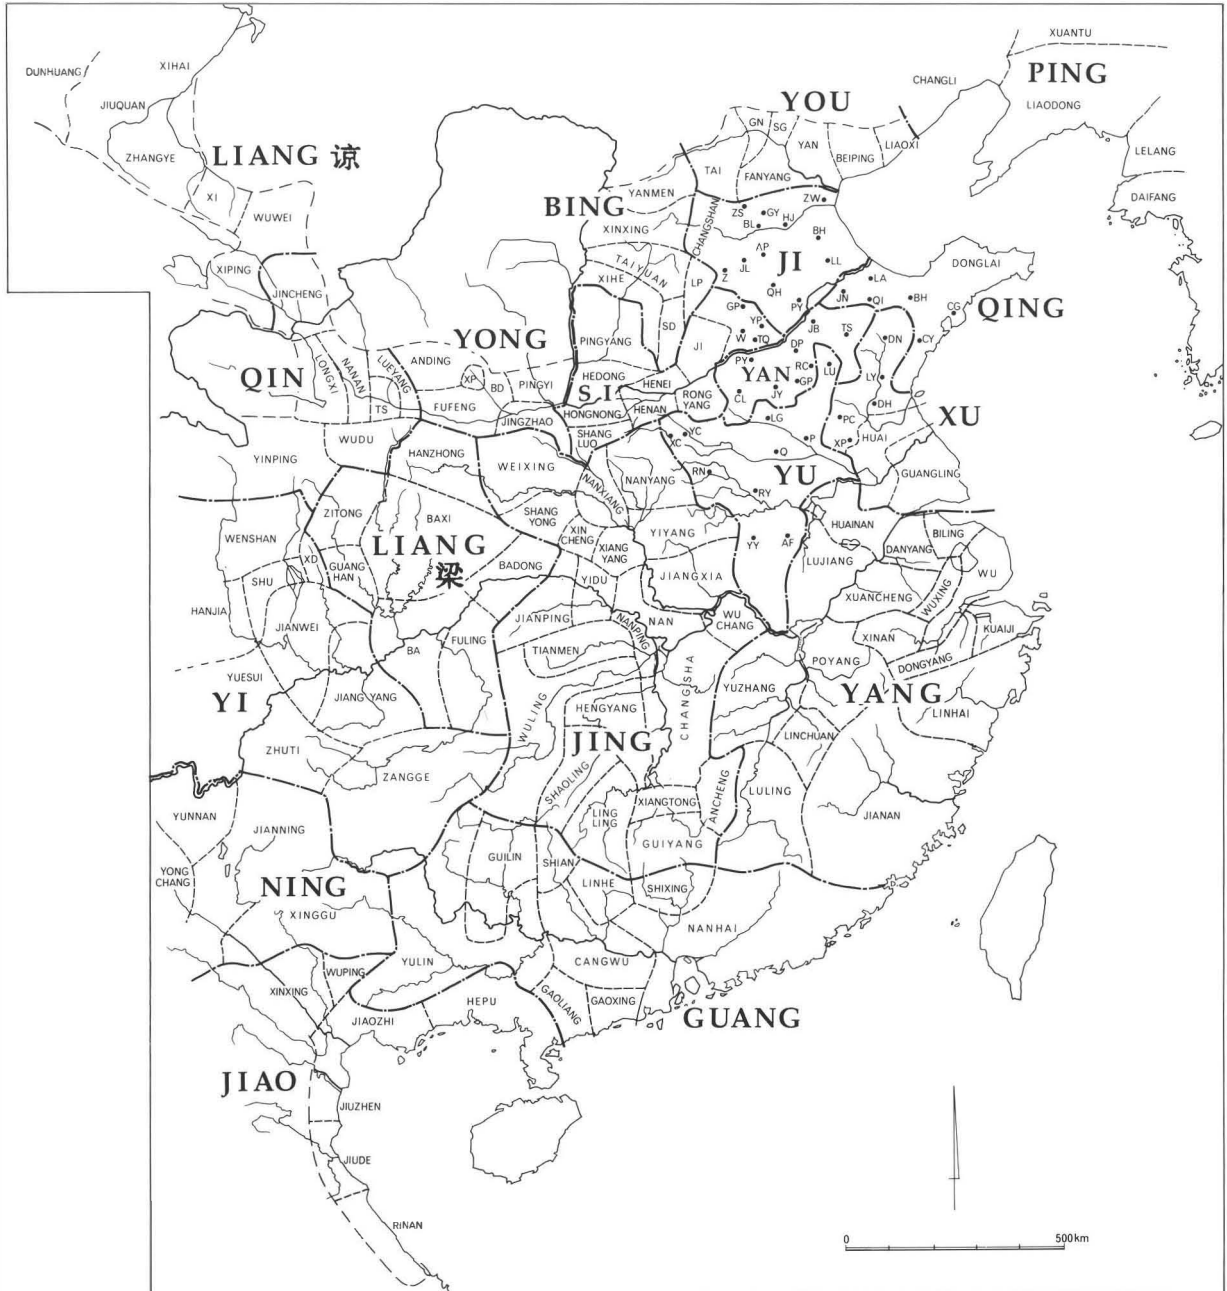 XUANTU
DUNHUANG
XIHAI
PING
CHANGLI
JIUQUAN
LIAODONG
YOU
GN
SG
YAN
LIAOXI
BEIPING
ZHANGYE
LIANG 谅
LELANG
TAI
FANYANG
XI
YANMEN
ZW
DAIFANG
BING
WUWEI
CHANGSHAN
ZS
GY
BL
HJ
XINXING
BH
AP
JI
XIPING
TAIYUAN
JL
LL
DONGLAI
XIHE
LP
Z
LA
JINCHENG
QH
JN
QI
BH
CG
QING
GP
PY
YP
SD
JB
TS
YONG
PINGYANG
W
TQ
DN
CY
JI
DP
LONGXI
NANAN
LUEYANG
ANDING
PY
RC
LU
QIN
XP
BD
PINGYI
HEDONG
YAN
LY
SI
HENEI
GP
TS
FUFENG
CL
JY
RONG
YANG
DH
HONGNONG
HENAN
JINGZHAO
LG
PC
XU
WUDU
SHANG
LUO
XC
YC
P
XP
HUAI
YINPING
HANZHONG
WEIXING
Q
RN
YU
GUANGLING
NANXIANG
NANYANG
RY
ZITONG
BAXI
SHANG
YONG
HUAINAN
WENSHAN
XIN
CHENG
YIYANG
BILING
LIANG
梁
XIANG
YANG
YY
AF
DANYANG
XD
GUANG
HAN
BADONG
LUJIANG
SHU
YIDU
JIANGXIA
WU
XUANCHENG
WUXING
HANJIA
JIANWEI
JIANPING
NANPING
NAN
WU
CHANG
KUAIJI
XINAN
BA
FULING
TIANMEN
DONGYANG
POYANG
YUESUI
CHANGSHA
YUZHANG
YANG
YI
JIANG YANG
WULING
HENGYANG
LINHAI
JING
LINCHUAN
ZHUTI
ZANGGE
SHAOLING
ANCHENG
LULING
XIANGTONG
YUNNAN
LING
LING
JIANAN
JIANNING
GUIYANG
GUILIN
SHIAN
YONG
CHANG
NING
LINHE
SHIXING
XINGGU
NANHAI
CANGWU
YULIN
WUPING
XINXING
GAOLIANG
GAOXING
HEPU
JIAOZHI
GUANG
JIAO
JIUZHEN
JIUDE
RINAN
0
500km